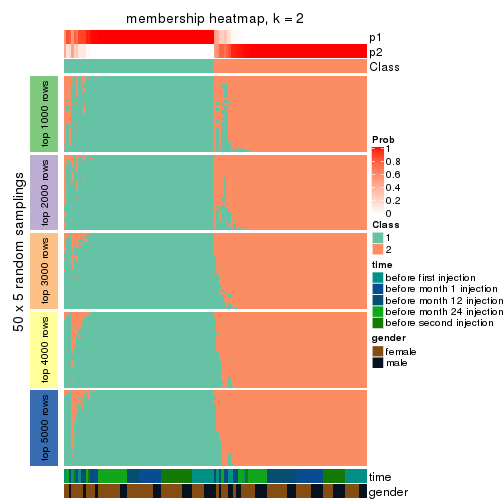 membership heatmap, k = 2
p1
p2
Class
50 x 5 random samplings
top 1000 rows
top 2000 rows
top 3000 rows
top 4000 rows
top 5000 rows
Prob
1
0.8
0.6
0.4
0.2
0
Class
1
2
time
before first injection
before month 1 injection
before month 12 injection
before month 24 injection
before second injection
gender
female
male
time
gender